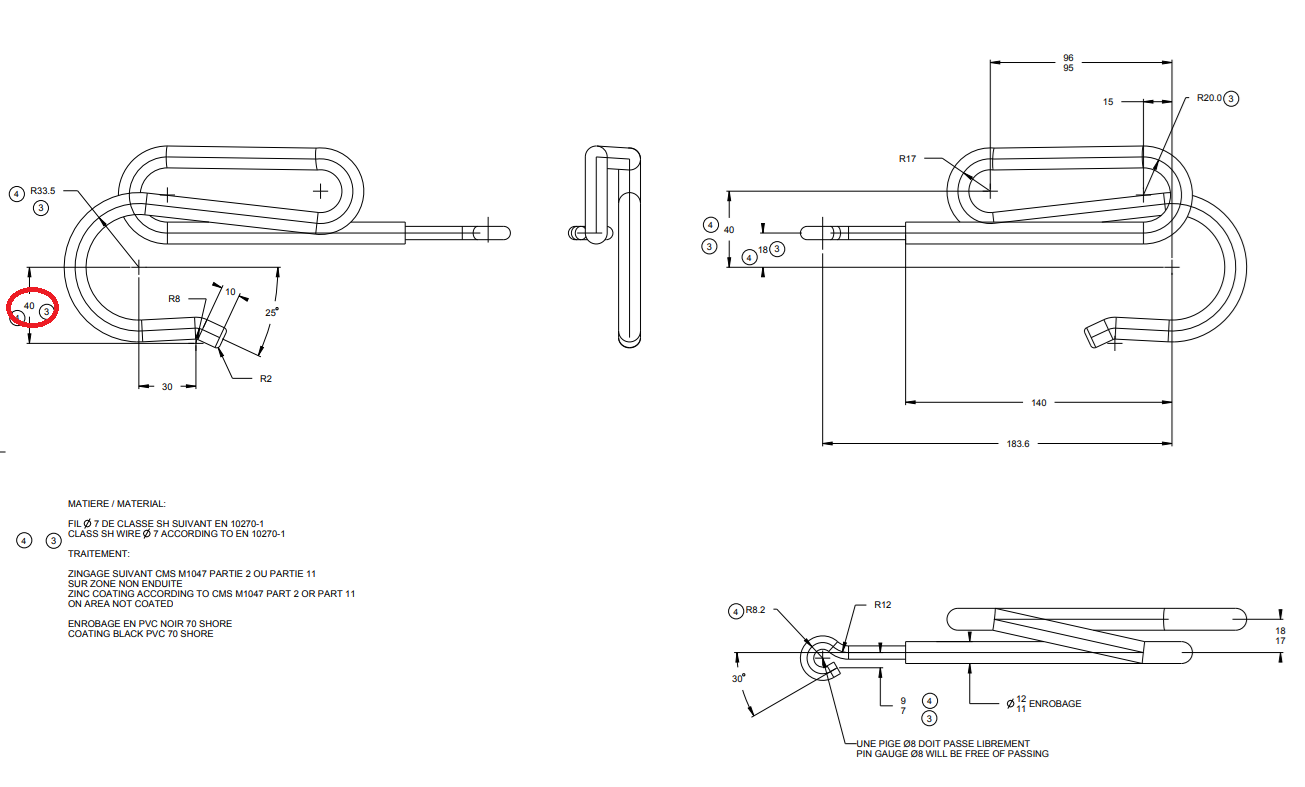 96
95
15
R20.0 3
R17
4 R33.5
3
4
40
3
18 3
4
40
4 3
R8
10
25°
R2
30
140
183.6
MATIERE / MATERIAL:
FIL Ø 7 DE CLASSE SH SUIVANT EN 10270-1
4 3 CLASS SH WIRE Ø 7 ACCORDING TO EN 10270-1
TRAITEMENT:
ZINGAGE SUIVANT CMS M1047 PARTIE 2 OU PARTIE 11
SUR ZONE NON ENDUITE
ZINC COATING ACCORDING TO CMS M1047 PART 2 OR PART 11
ON AREA NOT COATED
ENROBAGE EN PVC NOIR 70 SHORE
COATING BLACK PVC 70 SHORE
4 R8.2
R12
18
17
30°
9
7
4
3
Ø 12
11 ENROBAGE
UNE PIGE Ø8 DOIT PASSE LIBREMENT
PIN GAUGE Ø8 WILL BE FREE OF PASSING